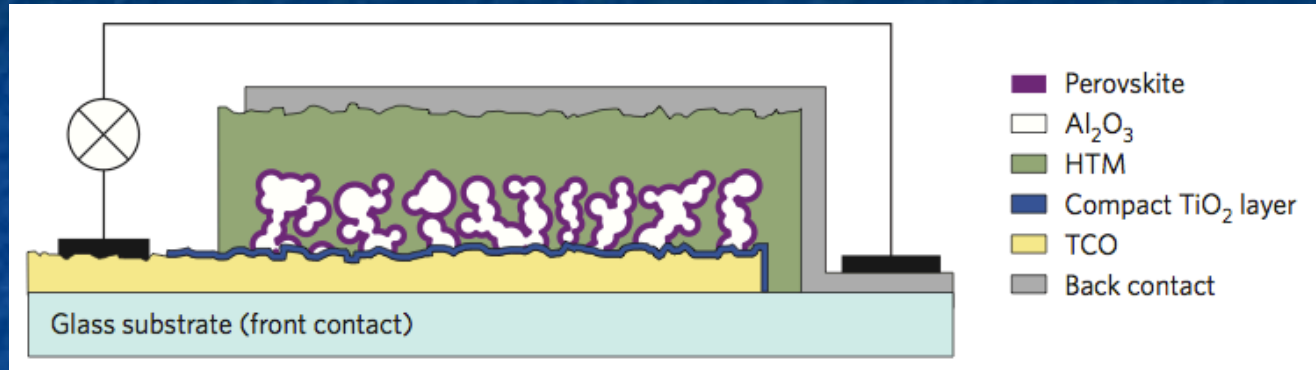 Perovskite
Al₂O₃
HTM
Compact TiO₂ layer
TCO
Back contact
Glass substrate (front contact)